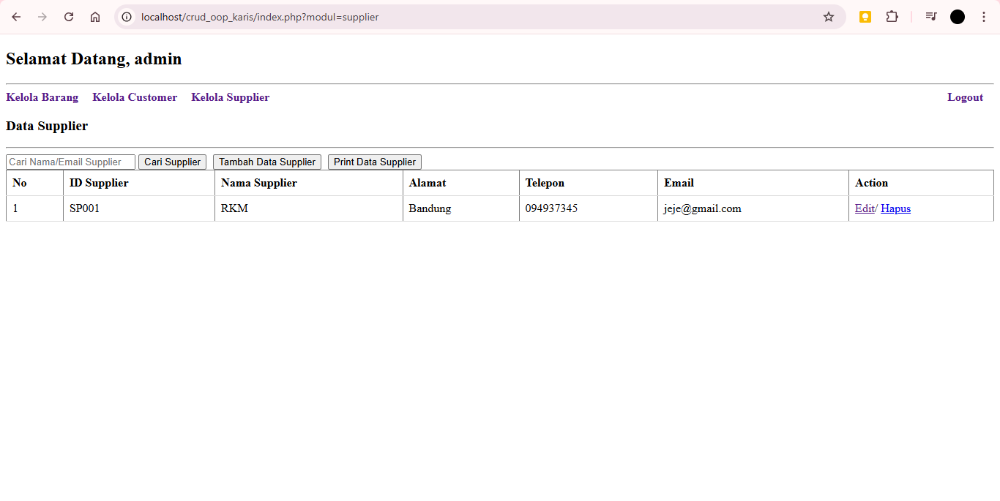 localhost/crud_oop_karis/index.php?modul=supplier
Selamat Datang, admin
Kelola Barang Kelola Customer Kelola Supplier Logout
Data Supplier
Cari Nama/Email Supplier Cari Supplier Tambah Data Supplier Print Data Supplier
No ID Supplier Nama Supplier Alamat Telepon Email Action
1 SP001 RKM Bandung 094937345 jeje@gmail.com Edit/ Hapus